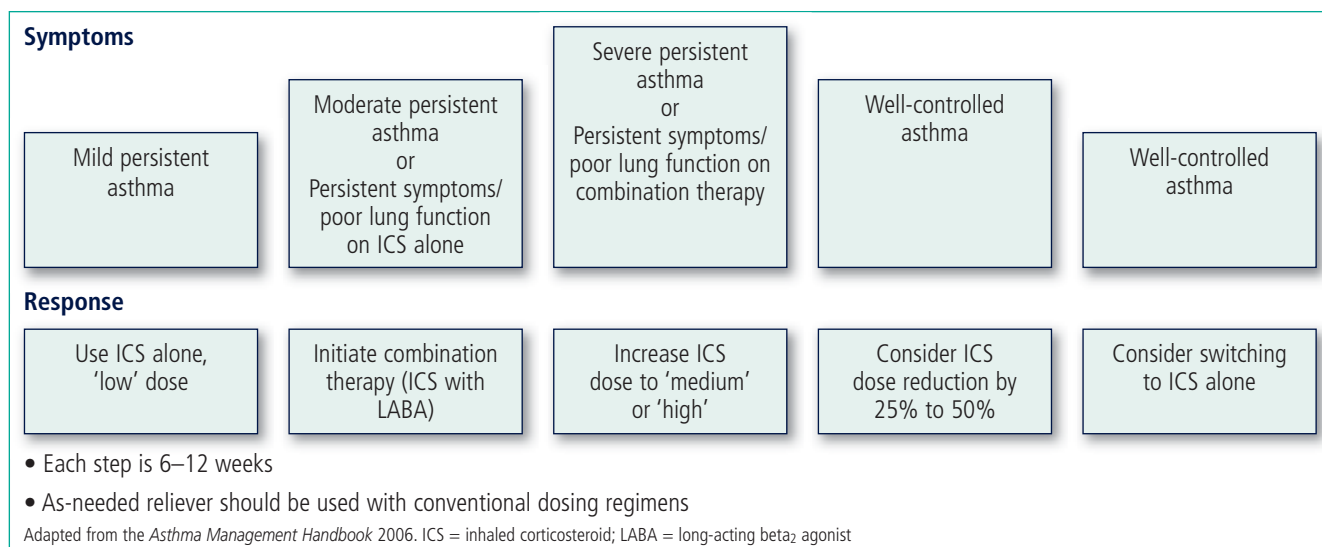 Symptoms
Mild persistent
asthma
Moderate persistent
asthma
or
Persistent symptoms/
poor lung function
on ICS alone
Severe persistent
asthma
or
Persistent symptoms/
poor lung function on
combination therapy
Well-controlled
asthma
Well-controlled
asthma
Response
Use ICS alone,
'low' dose
Initiate combination
therapy (ICS with
LABA)
Increase ICS
dose to 'medium'
or 'high'
Consider ICS
dose reduction by
25% to 50%
Consider switching
to ICS alone
• Each step is 6–12 weeks
• As-needed reliever should be used with conventional dosing regimens
Adapted from the Asthma Management Handbook 2006. ICS = inhaled corticosteroid; LABA = long-acting beta₂ agonist